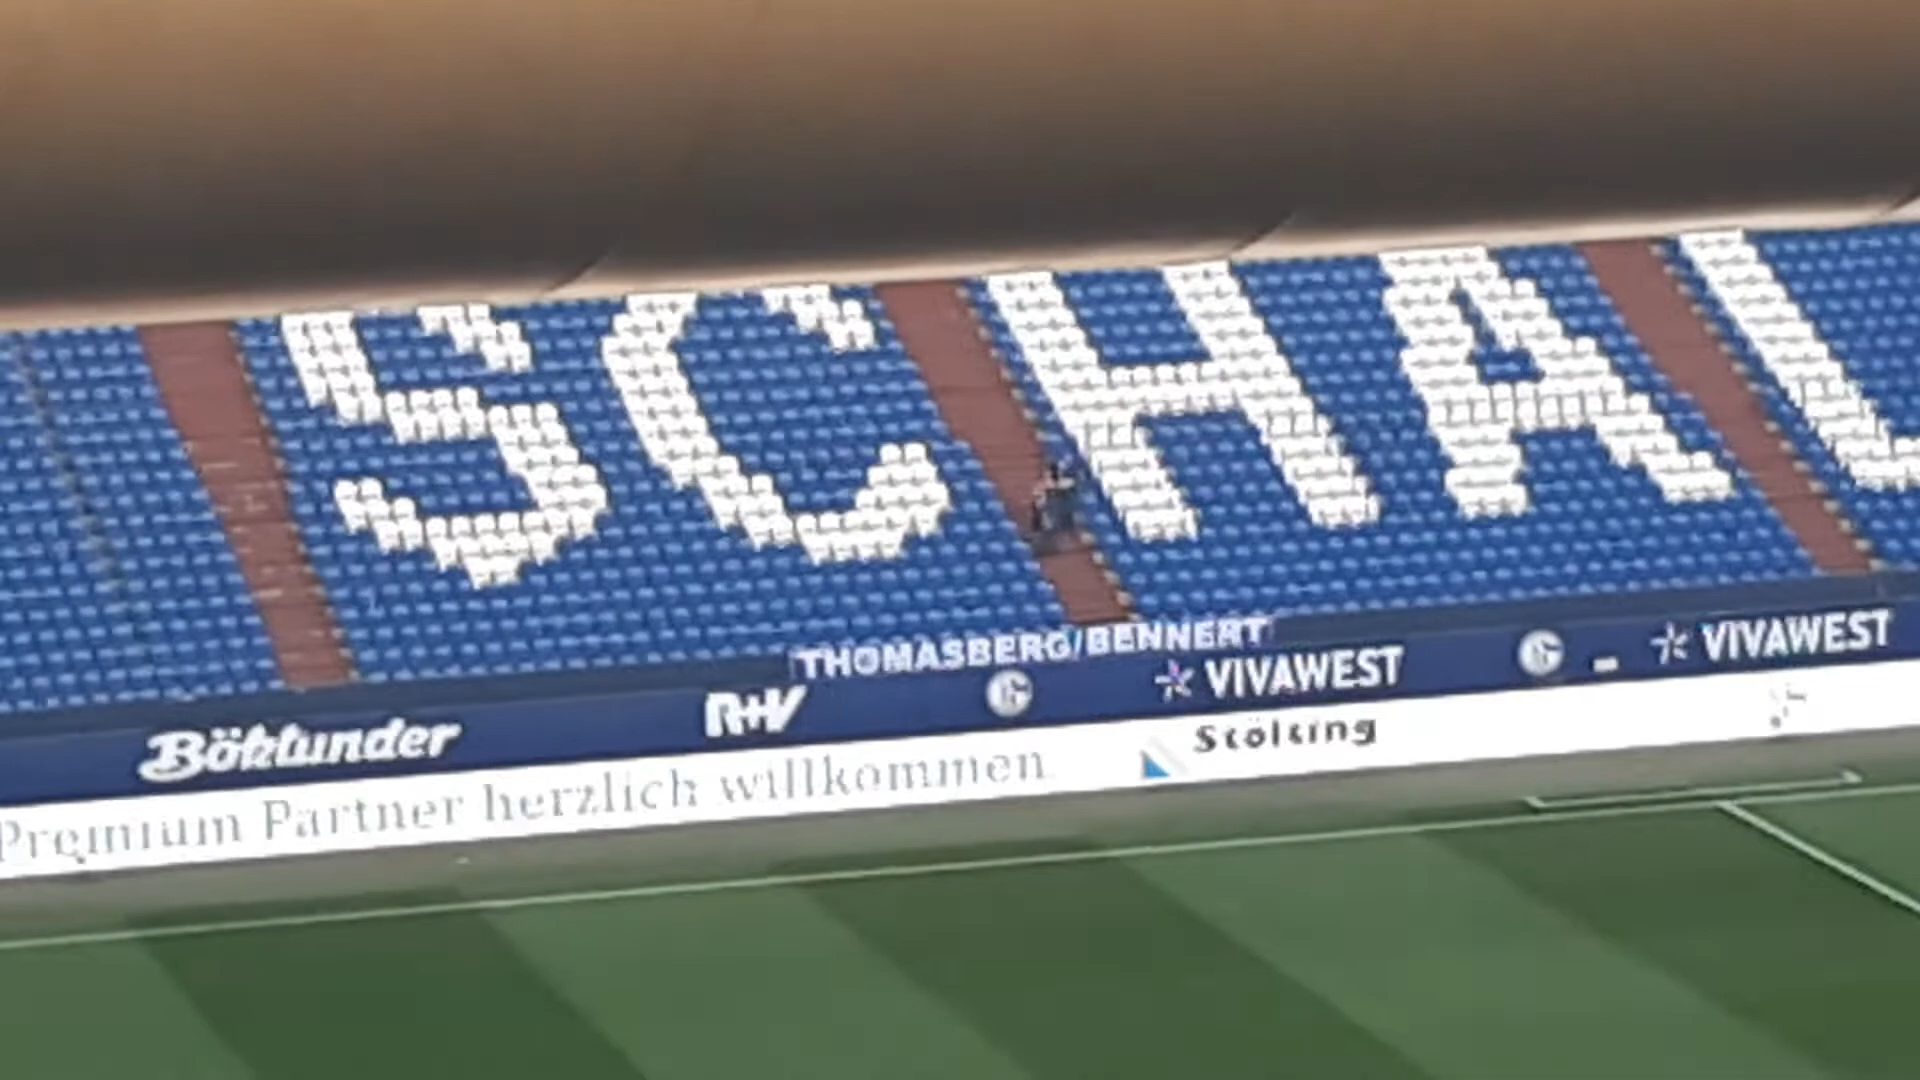 SCHAL
THOMASBERG/BENNERT
Böklunder R+V VIVAWEST VIVAWEST
Premium Partner herzlich willkommen Stölting